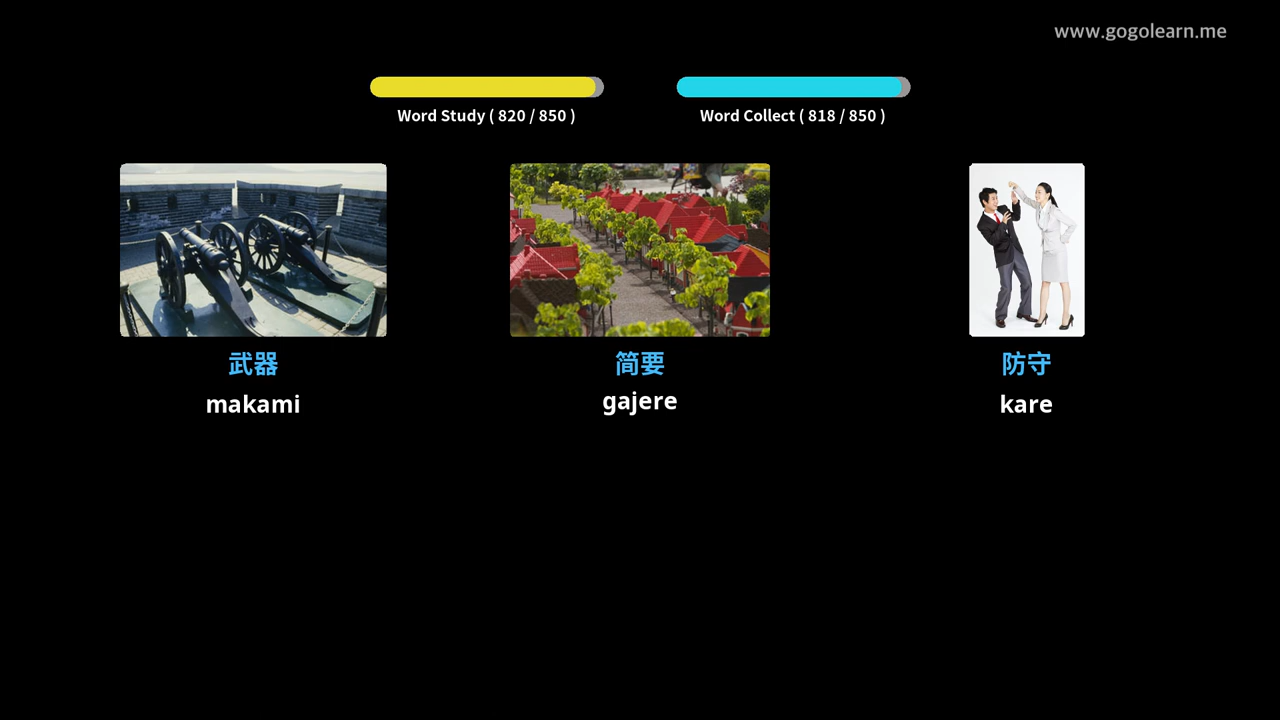 www.gogolearn.me
Word Study ( 820 / 850 )
Word Collect ( 818 / 850 )
武器
简要
防守
makami
gajere
kare